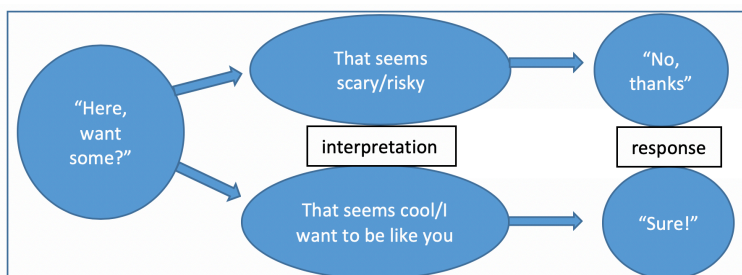 “Here,
want
some?”
That seems
scary/risky
“No,
thanks”
interpretation
response
That seems cool/I
want to be like you
“Sure!”